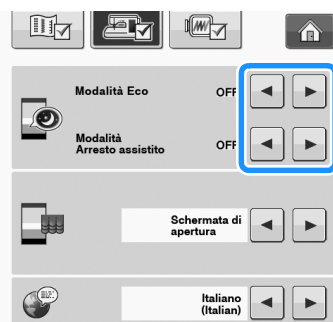 Modalità Eco OFF
Modalità
Arresto assistito OFF
Schermata di
apertura
Italiano
(Italian)